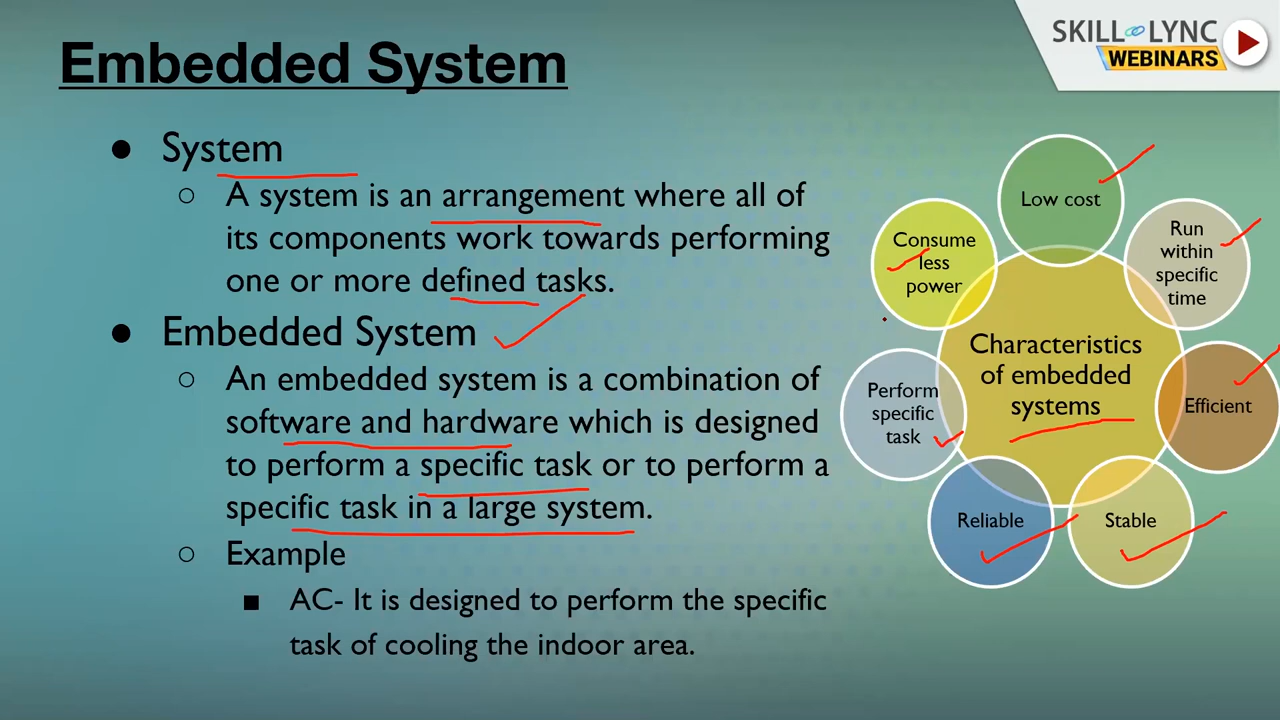 Embedded System
SKILL LYNC
WEBINARS
● System
○ A system is an arrangement where all of
its components work towards performing
one or more defined tasks.
● Embedded System
○ An embedded system is a combination of
software and hardware which is designed
to perform a specific task or to perform a
specific task in a large system.
○ Example
■ AC- It is designed to perform the specific
task of cooling the indoor area.
Low cost
Run
within
specific
time
Efficient
Stable
Reliable
Perform
specific
task
Consume
less
power
Characteristics
of embedded
systems